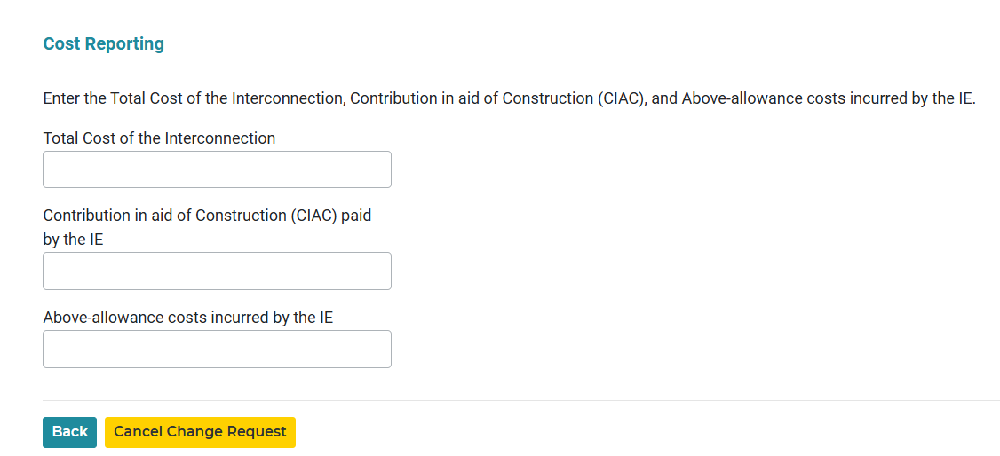 Cost Reporting
Enter the Total Cost of the Interconnection, Contribution in aid of Construction (CIAC), and Above-allowance costs incurred by the IE.
Total Cost of the Interconnection
Contribution in aid of Construction (CIAC) paid
by the IE
Above-allowance costs incurred by the IE
Back
Cancel Change Request